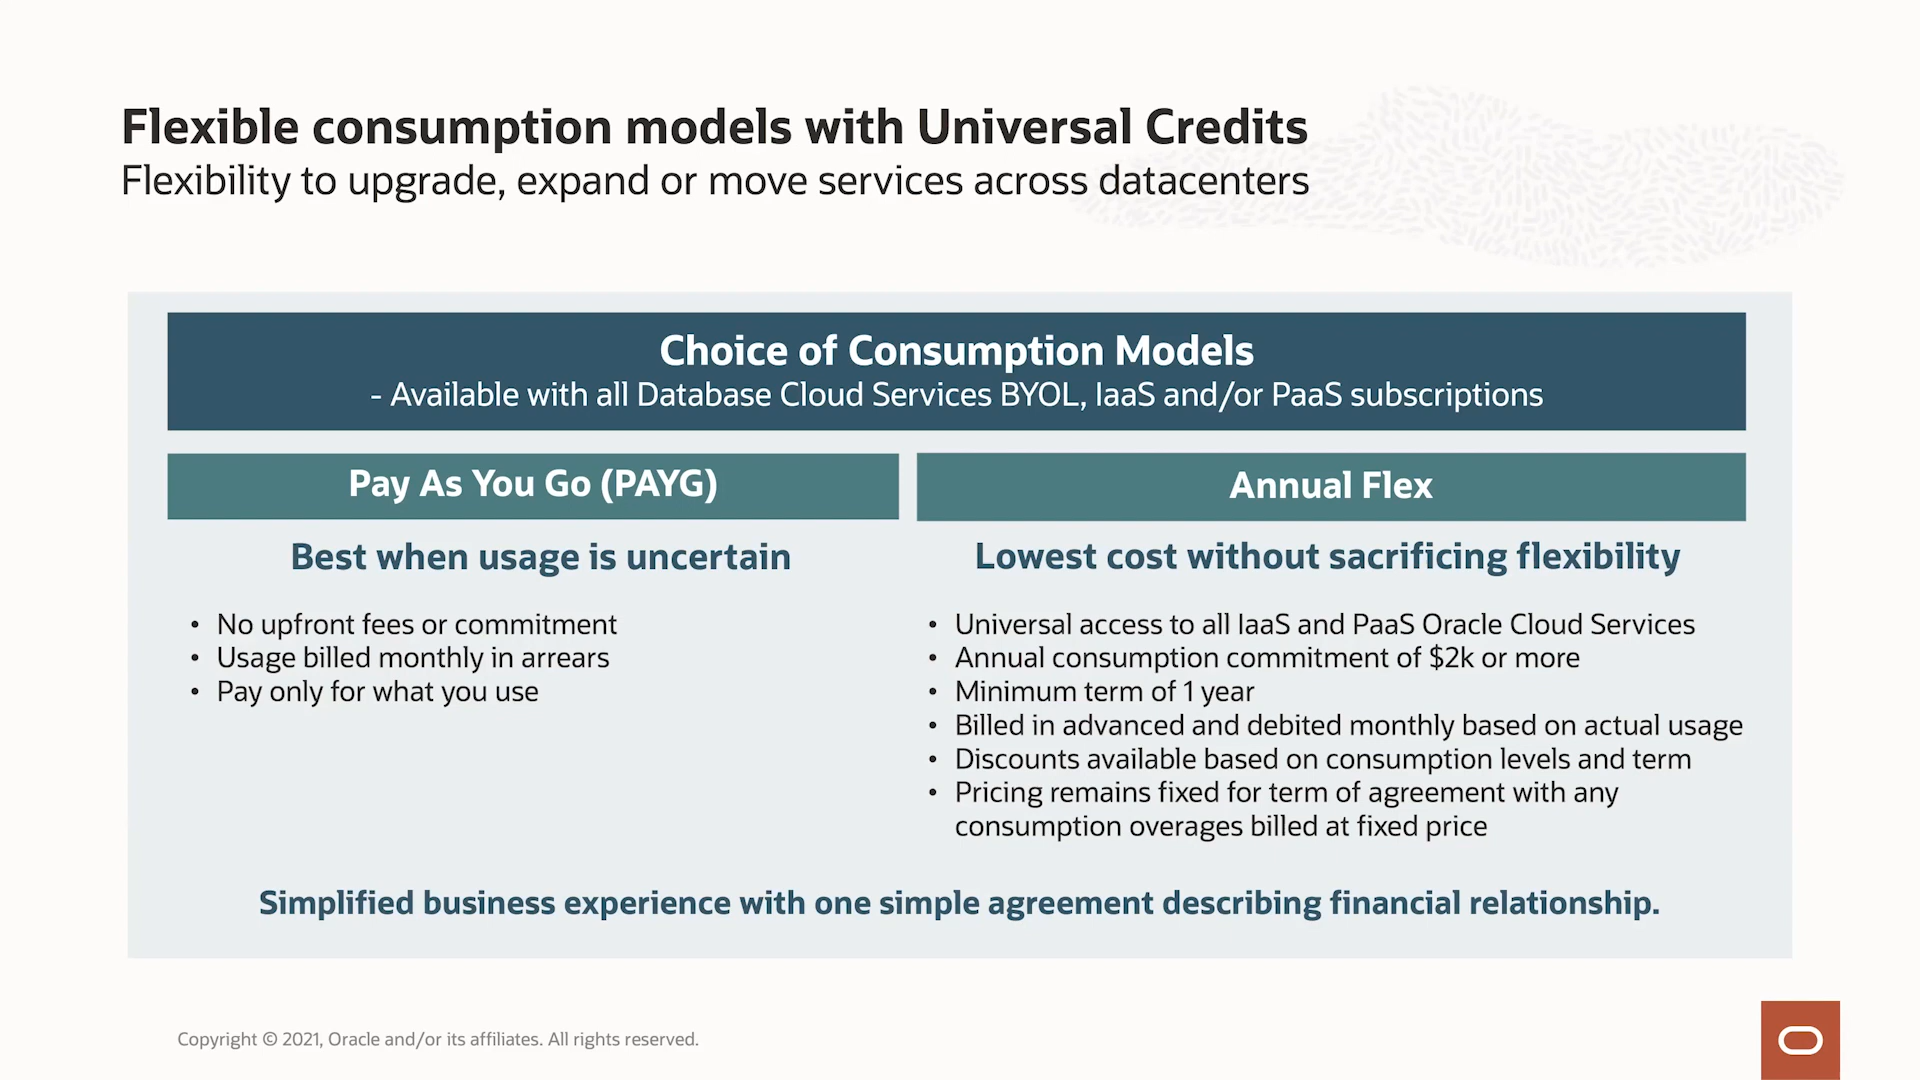 Flexible consumption models with Universal Credits
Flexibility to upgrade, expand or move services across datacenters
Choice of Consumption Models
- Available with all Database Cloud Services BYOL, IaaS and/or PaaS subscriptions
Pay As You Go (PAYG)
Best when usage is uncertain
• No upfront fees or commitment
• Usage billed monthly in arrears
• Pay only for what you use
Annual Flex
Lowest cost without sacrificing flexibility
• Universal access to all IaaS and PaaS Oracle Cloud Services
• Annual consumption commitment of $2k or more
• Minimum term of 1 year
• Billed in advanced and debited monthly based on actual usage
• Discounts available based on consumption levels and term
• Pricing remains fixed for term of agreement with any
consumption overages billed at fixed price
Simplified business experience with one simple agreement describing financial relationship.
Copyright © 2021, Oracle and/or its affiliates. All rights reserved.